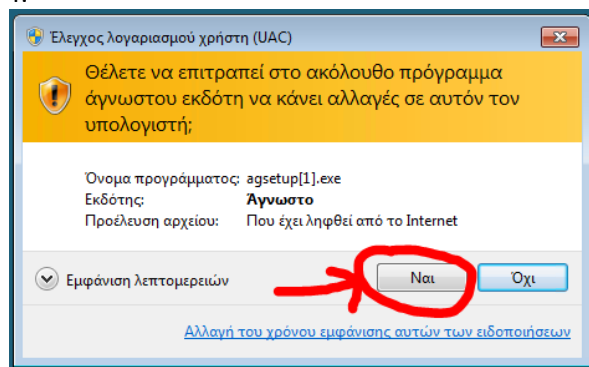 Έλεγχος λογαριασμού χρήστη (UAC)
Θέλετε να επιτραπεί στο ακόλουθο πρόγραμμα
άγνωστου εκδότη να κάνει αλλαγές σε αυτόν τον
υπολογιστή;
Όνομα προγράμματος: agsetup[1].exe
Εκδότης: Άγνωστο
Προέλευση αρχείου: Που έχει ληφθεί από το Internet
Εμφάνιση λεπτομερειών Ναι Όχι
Αλλαγή του χρόνου εμφάνισης αυτών των ειδοποιήσεων